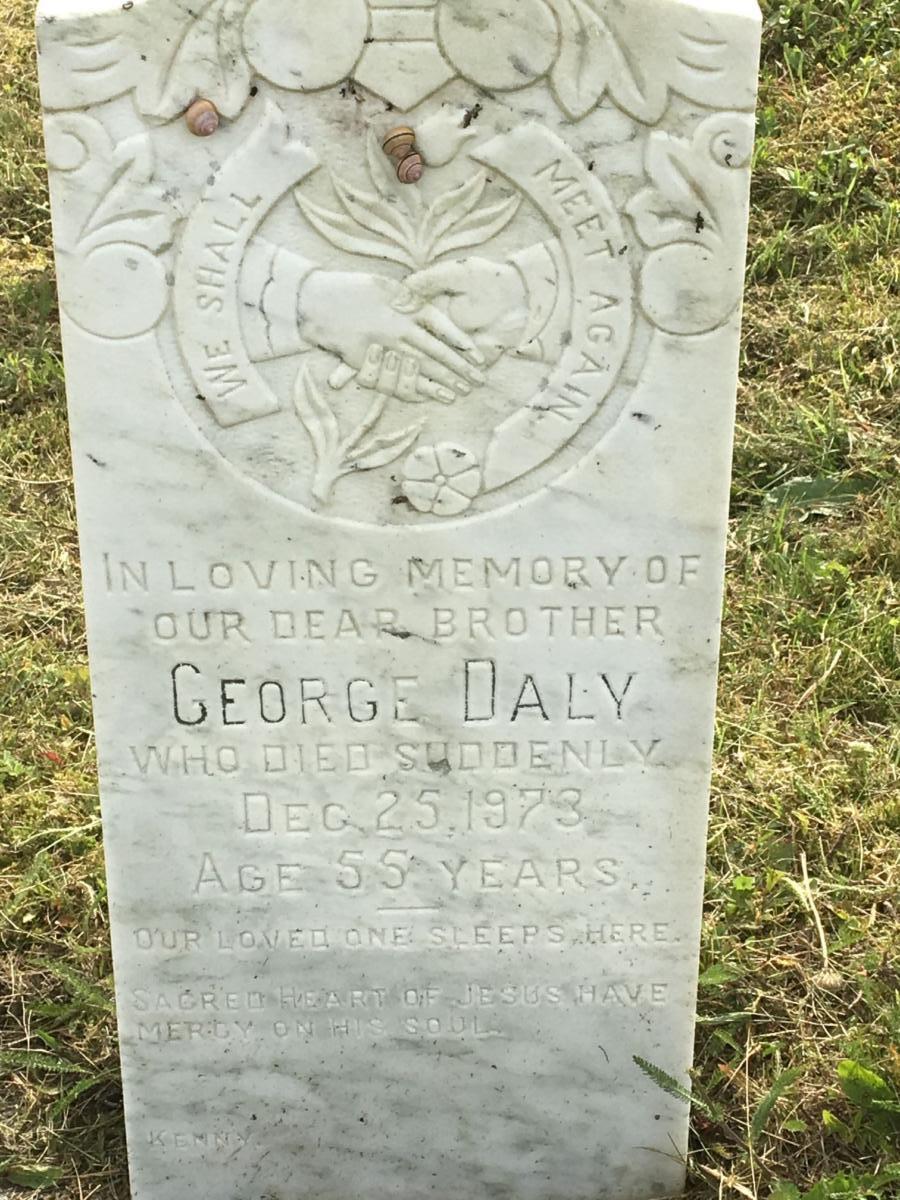 WE SHALL
MEET AGAIN
IN LOVING MEMORY OF
OUR DEAR BROTHER
GEORGE DALY
WHO DIED SUDDENLY
DEC. 25, 1973
AGE 55 YEARS.
OUR LOVED ONE SLEEPS HERE.
SACRED HEART OF JESUS HAVE
MERCY ON HIS SOUL.
KENNY.